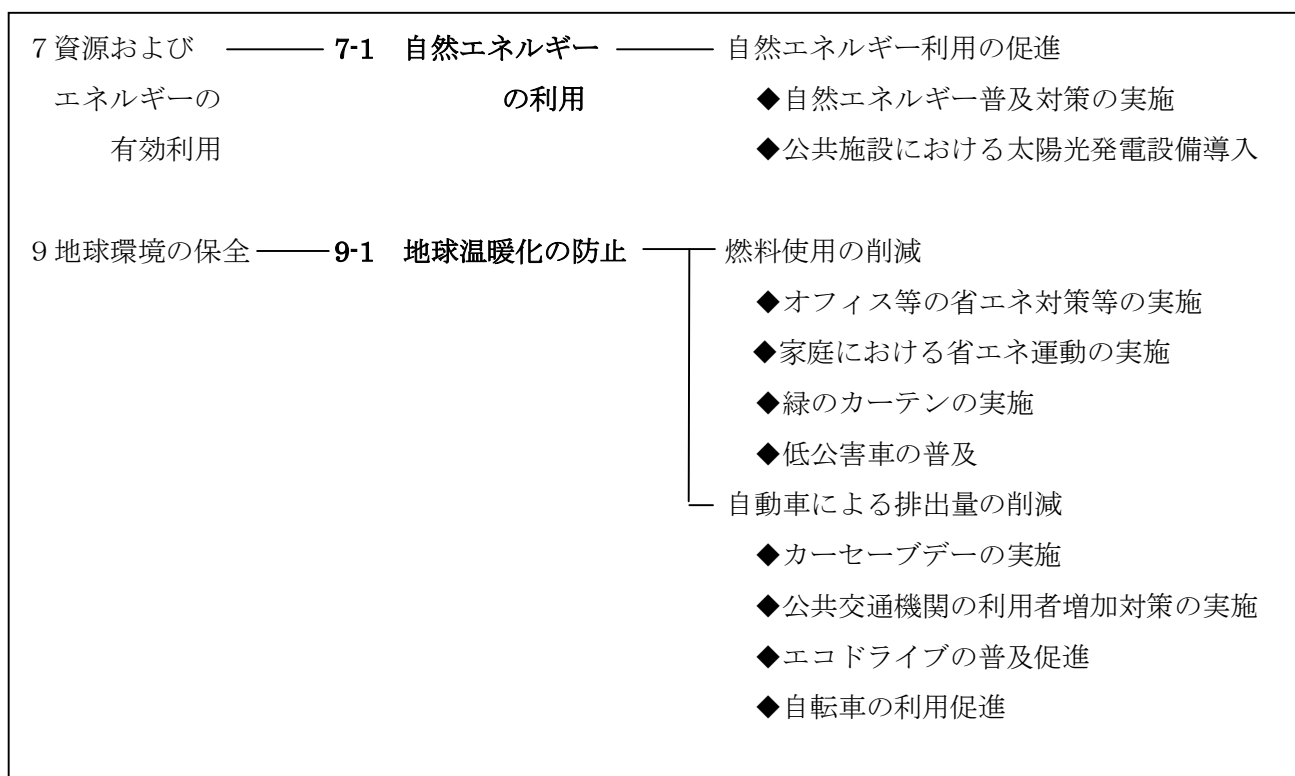 7資源および 7-1 自然エネルギー 自然エネルギー利用の促進
エネルギーの の利用 ◆自然エネルギー普及対策の実施
有効利用 ◆公共施設における太陽光発電設備導入
9地球環境の保全 9-1 地球温暖化の防止 燃料使用の削減
◆オフィス等の省エネ対策等の実施
◆家庭における省エネ運動の実施
◆緑のカーテンの実施
◆低公害車の普及
自動車による排出量の削減
◆カーセーブデーの実施
◆公共交通機関の利用者増加対策の実施
◆エコドライブの普及促進
◆自転車の利用促進